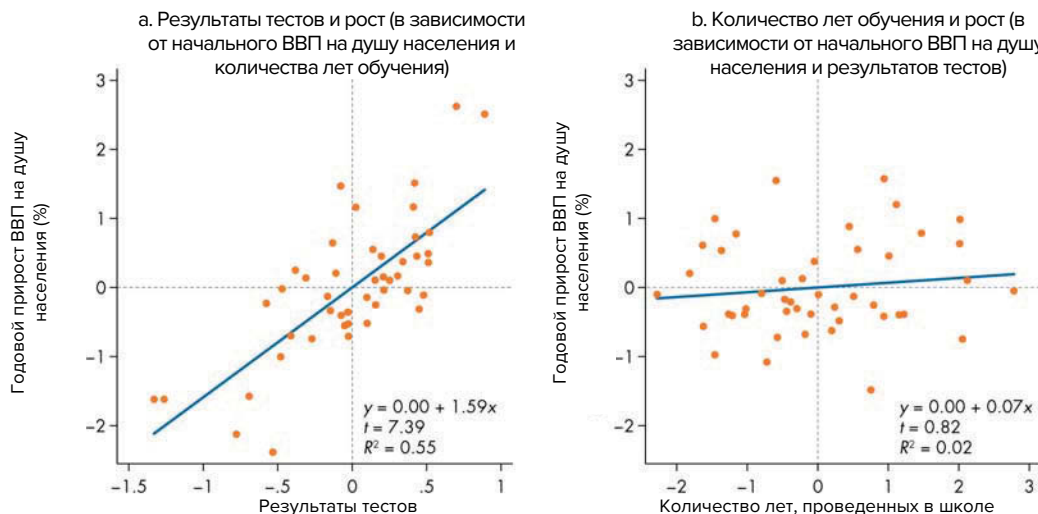 а. Результаты тестов и рост (в зависимости
от начального ВВП на душу населения и
количества лет обучения)
Годовой прирост ВВП на душу
населения (%)
3
2
1
0
−1
−2
y = 0.00 + 1.59x
t = 7.39
R² = 0.55
−1.5
−1
−.5
0
.5
1
Результаты тестов
b. Количество лет обучения и рост (в
зависимости от начального ВВП на душу
населения и результатов тестов)
Годовой прирост ВВП на душу
населения (%)
3
2
1
0
−1
−2
y = 0.00 + 0.07x
t = 0.82
R² = 0.02
−2
−1
0
1
2
3
Количество лет, проведенных в школе